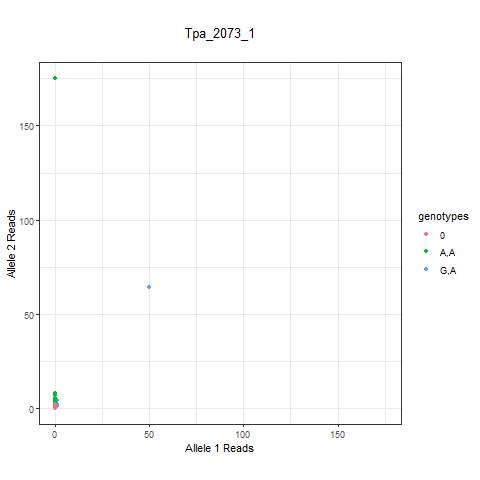 Tpa_2073_1
Allele 2 Reads
150
100
50
0
0 50 100 150
Allele 1 Reads
genotypes
0
A,A
G,A